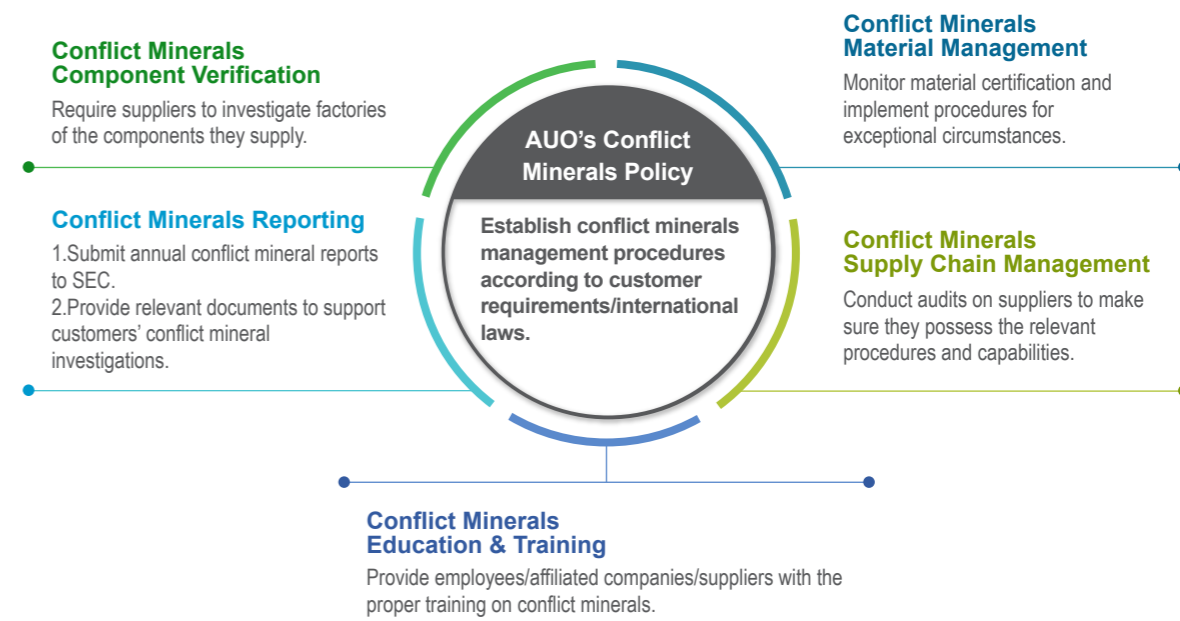 Conflict Minerals
Component Verification
Require suppliers to investigate factories
of the components they supply.
Conflict Minerals Reporting
1.Submit annual conflict mineral reports
to SEC.
2.Provide relevant documents to support
customers’ conflict mineral
investigations.
AUO’s Conflict
Minerals Policy
Establish conflict minerals
management procedures
according to customer
requirements/international
laws.
Conflict Minerals
Material Management
Monitor material certification and
implement procedures for
exceptional circumstances.
Conflict Minerals
Supply Chain Management
Conduct audits on suppliers to make
sure they possess the relevant
procedures and capabilities.
Conflict Minerals
Education & Training
Provide employees/affiliated companies/suppliers with the
proper training on conflict minerals.